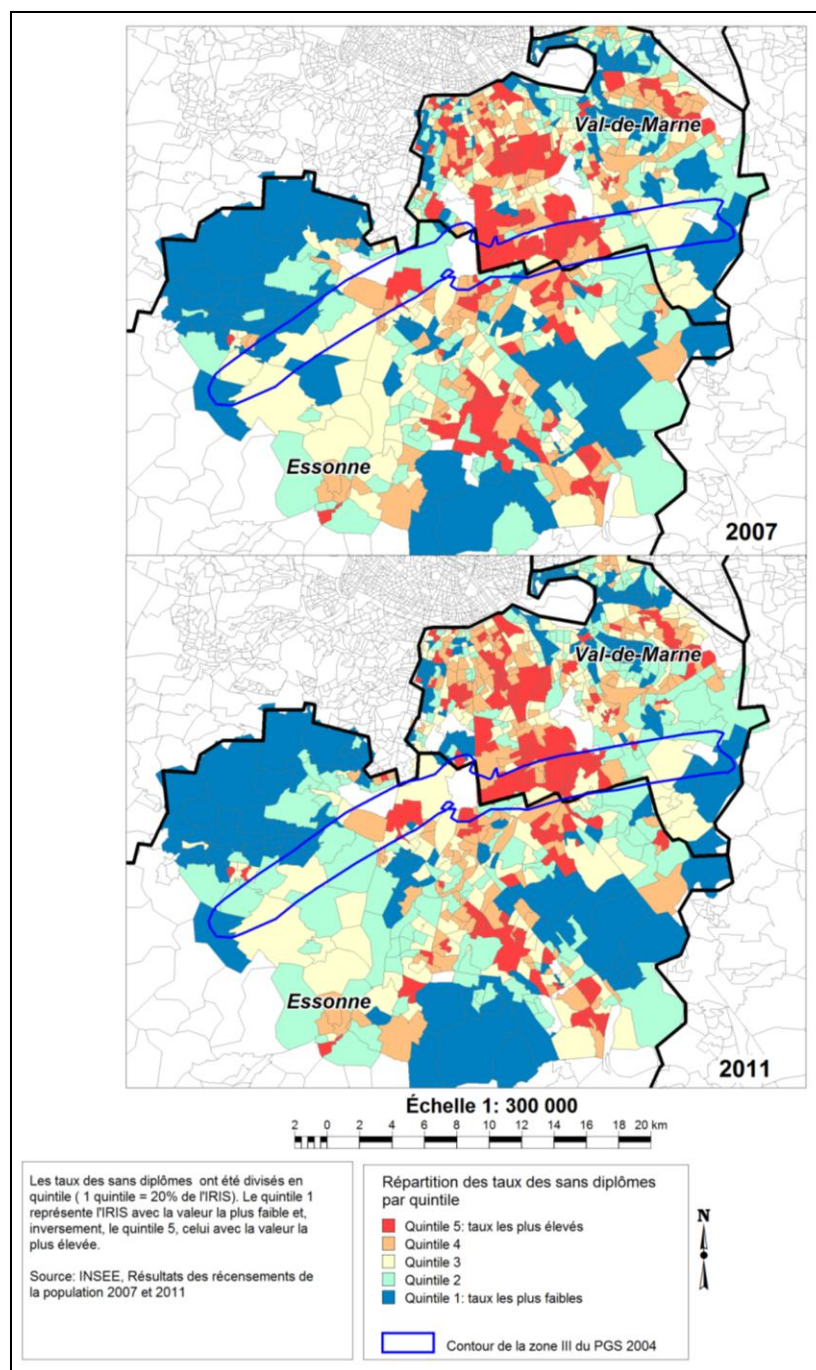 Val-de-Marne
Essonne
2007
Val-de-Marne
Essonne
2011
Échelle 1: 300 000
2 0 2 4 6 8 10 12 14 16 18 20 km
Les taux des sans diplômes ont été divisés en
quintile ( 1 quintile = 20% de l'IRIS). Le quintile 1
représente l'IRIS avec la valeur la plus faible et,
inversement, le quintile 5, celui avec la valeur la
plus élevée.
Source: INSEE, Résultats des récensements de
la population 2007 et 2011
Répartition des taux des sans diplômes
par quintile
Quintile 5: taux les plus élevés
Quintile 4
Quintile 3
Quintile 2
Quintile 1: taux les plus faibles
Contour de la zone III du PGS 2004
N